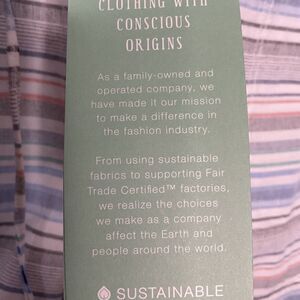 CLOTHING WITH
CONSCIOUS
ORIGINS
As a family-owned and
operated company, we
have made it our mission
to make a difference in
the fashion industry.
From using sustainable
fabrics to supporting Fair
Trade Certified™ factories,
we realize the choices
we make as a company
affect the Earth and
people around the world.
SUSTAINABLE